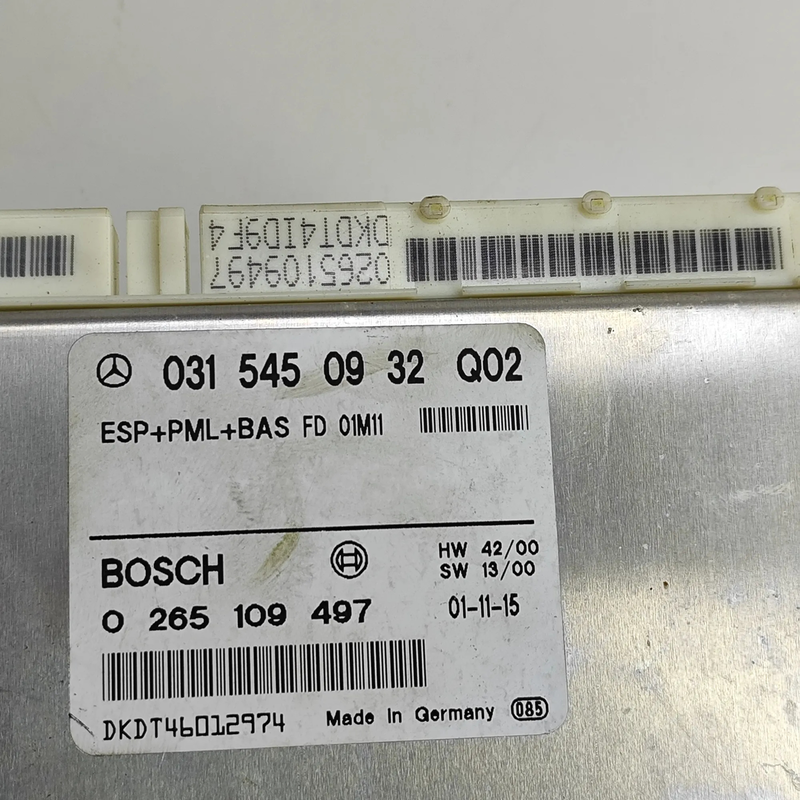 DKDT4ID9F4
0265109497
031 545 09 32 Q02
ESP+PML+BAS FD 01M11
BOSCH
HW 42/00
SW 13/00
0 265 109 497
01-11-15
DKDT46012974
Made in Germany 085